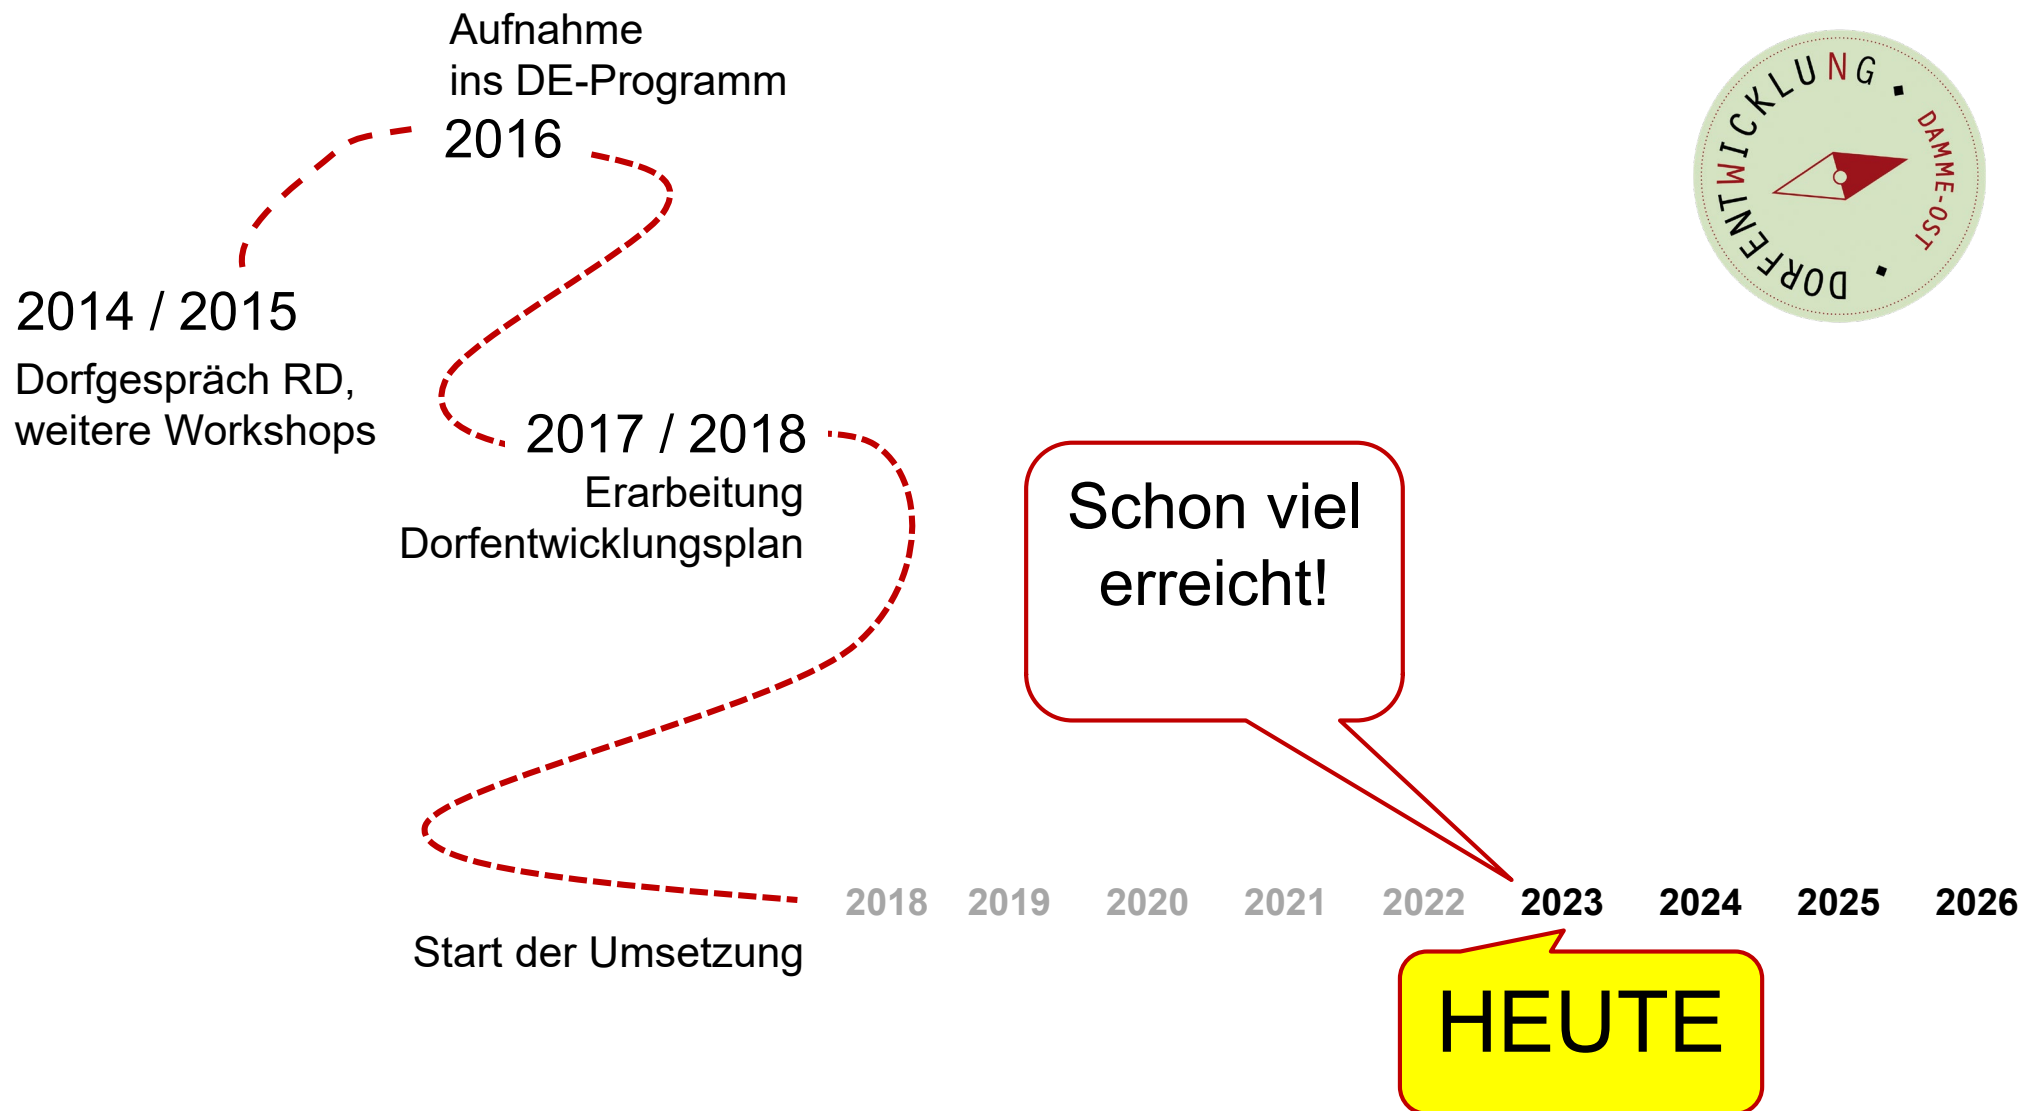 Aufnahme
ins DE-Programm
2016
DORFENTWICKLUNG
DAMME-OST
2014 / 2015
Dorfgespräch RD,
weitere Workshops
2017 / 2018
Erarbeitung
Dorfentwicklungsplan
Schon viel
erreicht!
2018 2019 2020 2021 2022 2023 2024 2025 2026
Start der Umsetzung
HEUTE